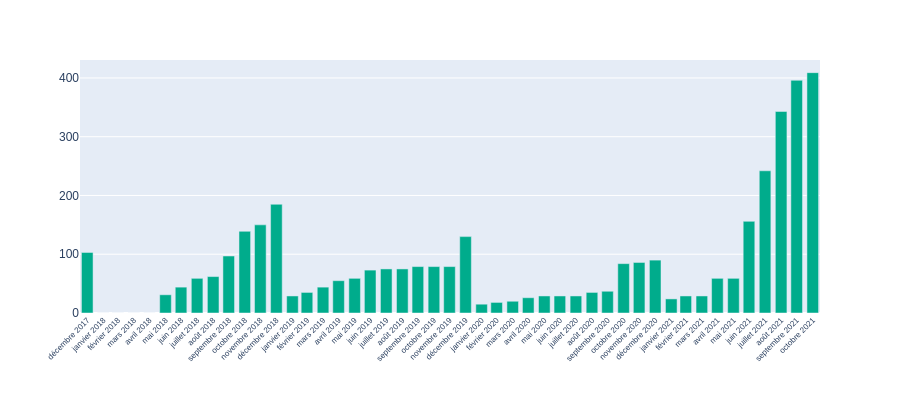 400
300
200
100
0
décembre 2017
janvier 2018
février 2018
mars 2018
avril 2018
mai 2018
juin 2018
juillet 2018
août 2018
septembre 2018
octobre 2018
novembre 2018
décembre 2018
janvier 2019
février 2019
mars 2019
avril 2019
mai 2019
juin 2019
juillet 2019
août 2019
septembre 2019
octobre 2019
novembre 2019
décembre 2019
janvier 2020
février 2020
mars 2020
avril 2020
mai 2020
juin 2020
juillet 2020
août 2020
septembre 2020
octobre 2020
novembre 2020
décembre 2020
janvier 2021
février 2021
mars 2021
avril 2021
mai 2021
juin 2021
juillet 2021
août 2021
septembre 2021
octobre 2021